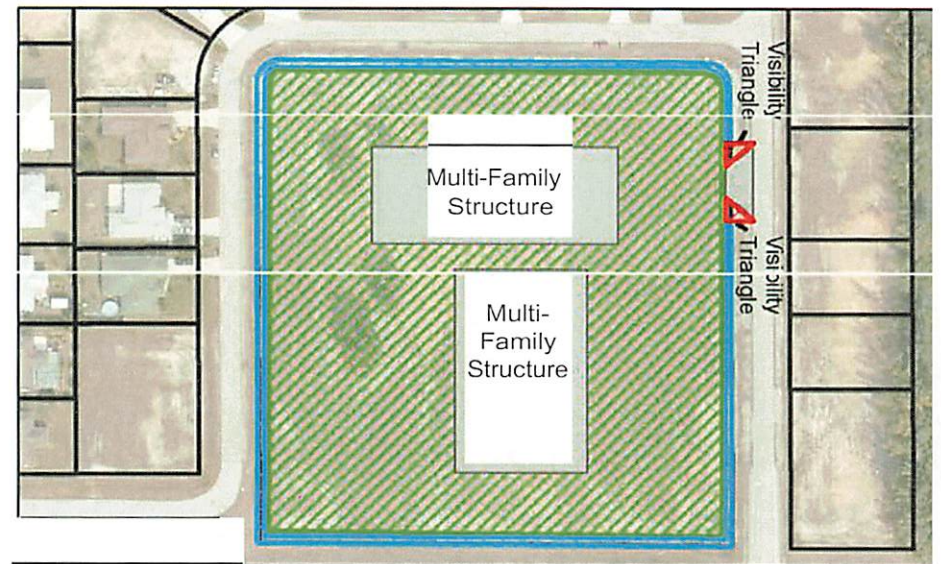 Visibility
Triangle
Multi-Family
Structure
Visibility
Triangle
Multi-
Family
Structure